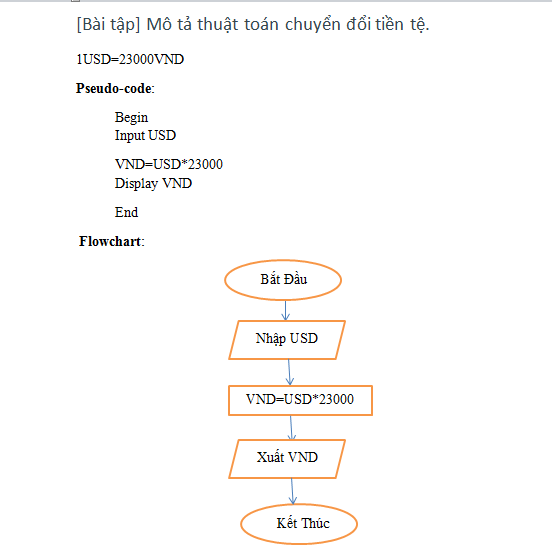 [Bài tập] Mô tả thuật toán chuyển đổi tiền tệ.
1USD=23000VND
Pseudo-code:
Begin
Input USD
VND=USD*23000
Display VND
End
Flowchart:
Bắt Đầu
Nhập USD
VND=USD*23000
Xuất VND
Kết Thúc